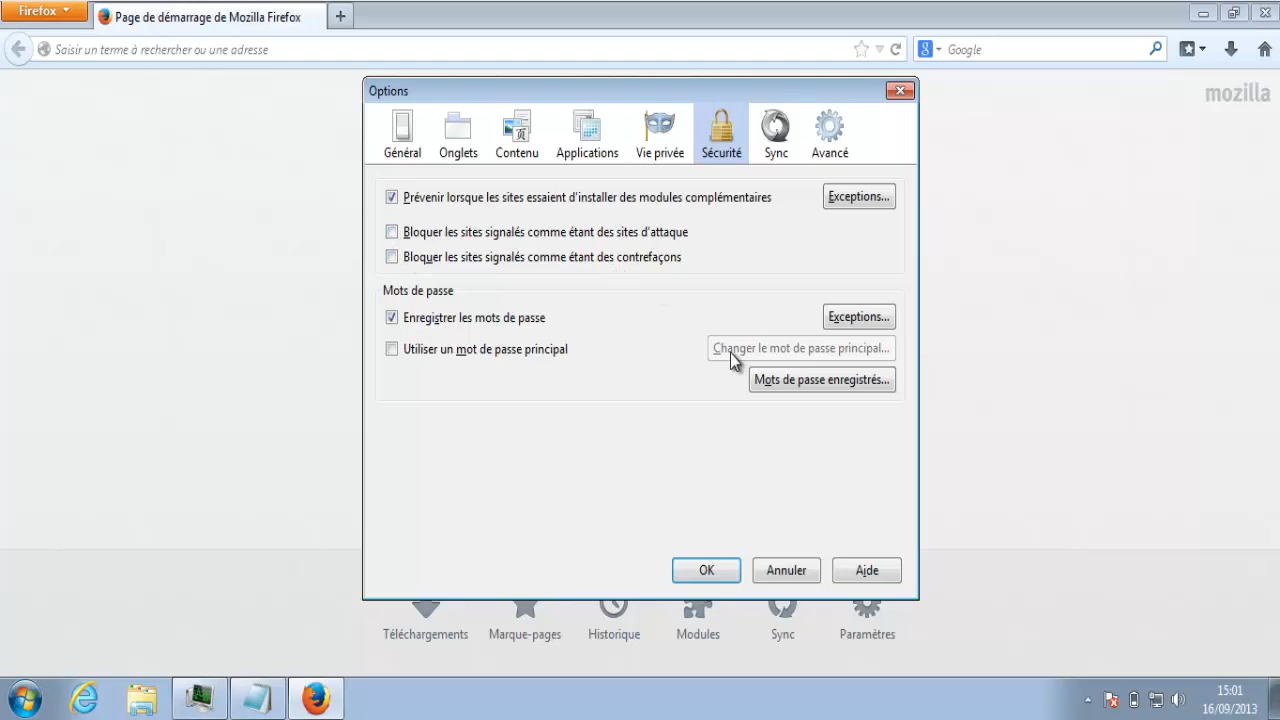 Firefox
Page de démarrage de Mozilla Firefox
Saisir un terme à rechercher ou une adresse
Google
mozilla
Options
Général
Onglets
Contenu
Applications
Vie privée
Sécurité
Sync
Avancé
Prévenir lorsque les sites essaient d'installer des modules complémentaires
Exceptions...
Bloquer les sites signalés comme étant des sites d'attaque
Bloquer les sites signalés comme étant des contrefaçons
Mots de passe
Enregistrer les mots de passe
Exceptions...
Utiliser un mot de passe principal
Changer le mot de passe principal...
Mots de passe enregistrés...
OK
Annuler
Aide
Téléchargements
Marque-pages
Historique
Modules
Sync
Paramètres
15:01
16/09/2013